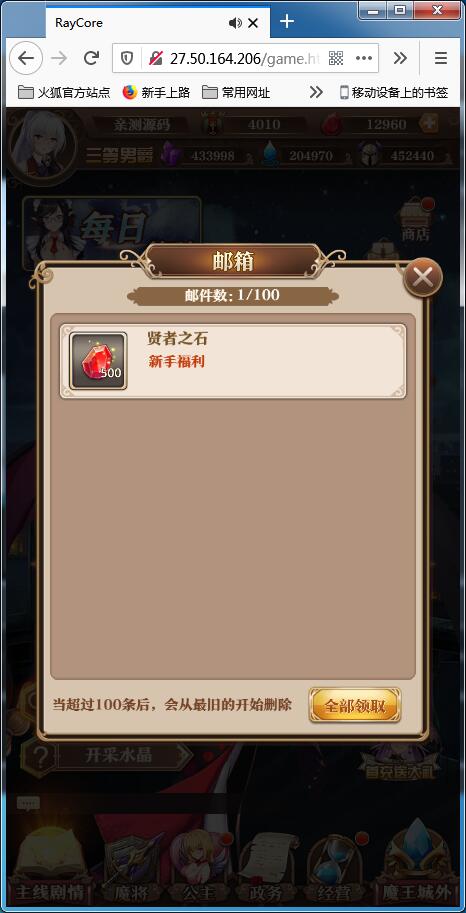 RayCore
27.50.164.206/game.h
火狐官方站点 新手上路 常用网址 移动设备上的书签
亲测源码 4010 12960
三等男爵 433998 204970 452440
每日
商店
邮箱
邮件数: 1/100
贤者之石
新手福利
500
当超过100条后，会从最旧的开始删除
全部领取
开采水晶
首充送大礼
主线剧情 魔将 公主 政务 经营 魔王城外